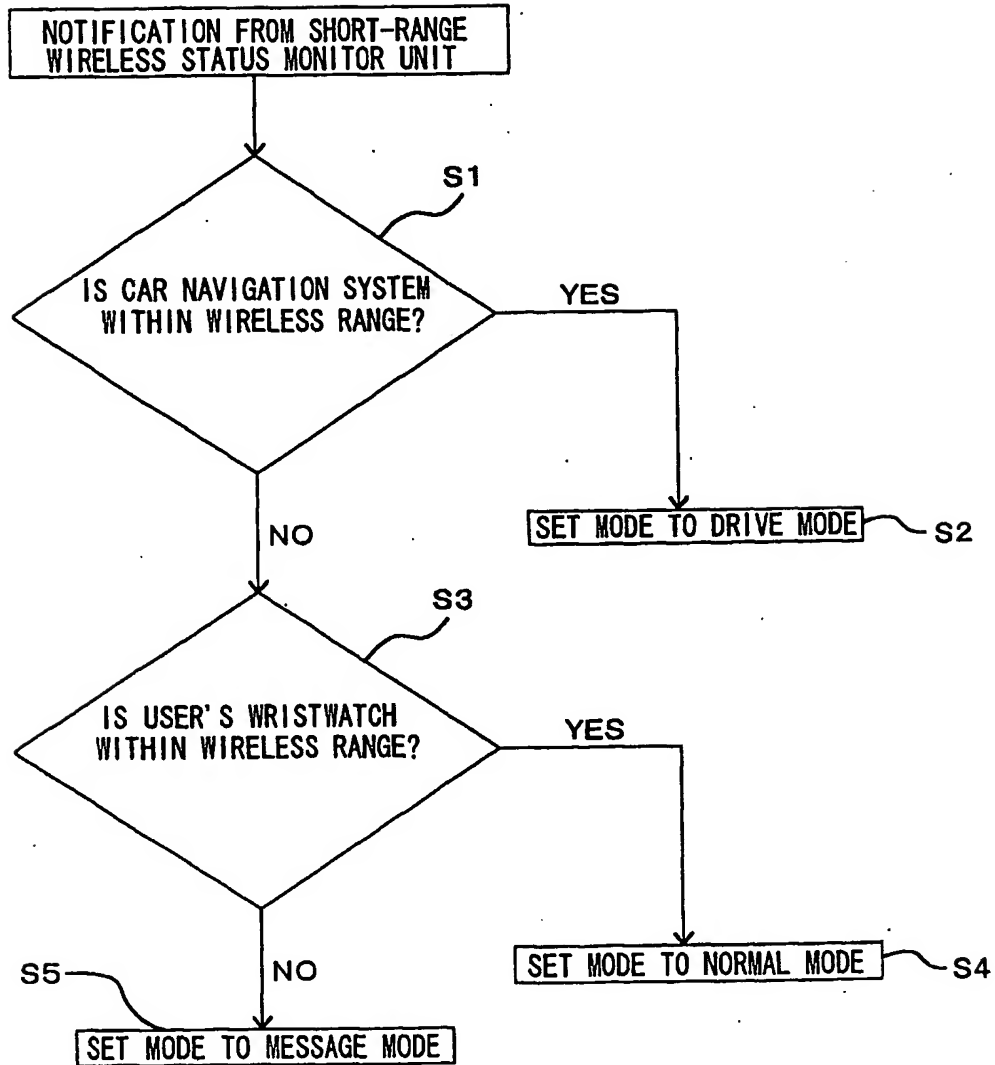 NOTIFICATION FROM SHORT-RANGE
WIRELESS STATUS MONITOR UNIT
S1
IS CAR NAVIGATION SYSTEM
WITHIN WIRELESS RANGE?
YES
SET MODE TO DRIVE MODE
S2
NO
S3
IS USER'S WRISTWATCH
WITHIN WIRELESS RANGE?
YES
SET MODE TO NORMAL MODE
S4
NO
S5
SET MODE TO MESSAGE MODE